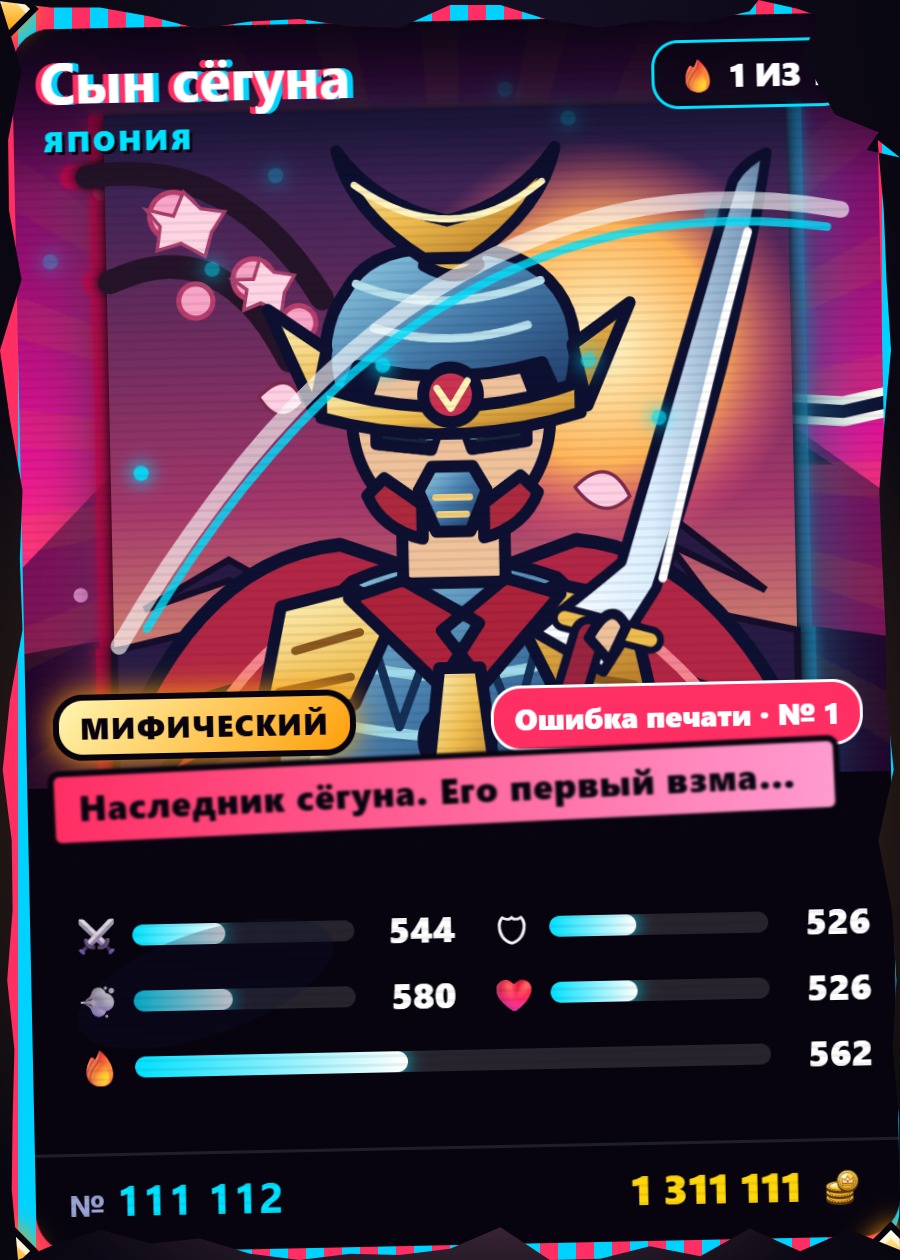 Сын сёгуна
🔥 1 ИЗ
ЯПОНИЯ
МИФИЧЕСКИЙ
Ошибка печати · № 1
Наследник сёгуна. Его первый взма...
544
526
580
526
562
№ 111 112
1 311 111